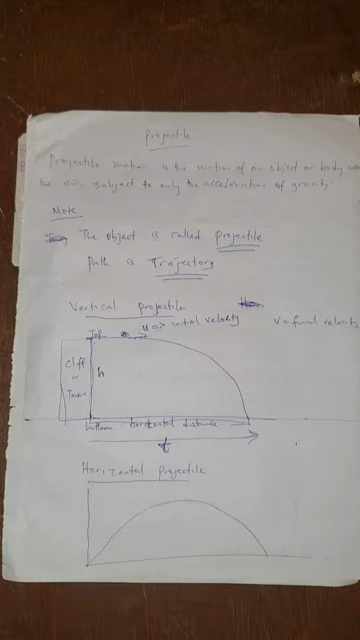 Projectile
Projectile motion is the motion of an object or body into
the air, subject to only the acceleration of gravity.
Note
The object is called projectile
Path is Trajectory
Vertical projectile
Top u => initial velocity v = final velocity
Cliff
or
h
bottom horizontal distance
t
Horizontal projectile